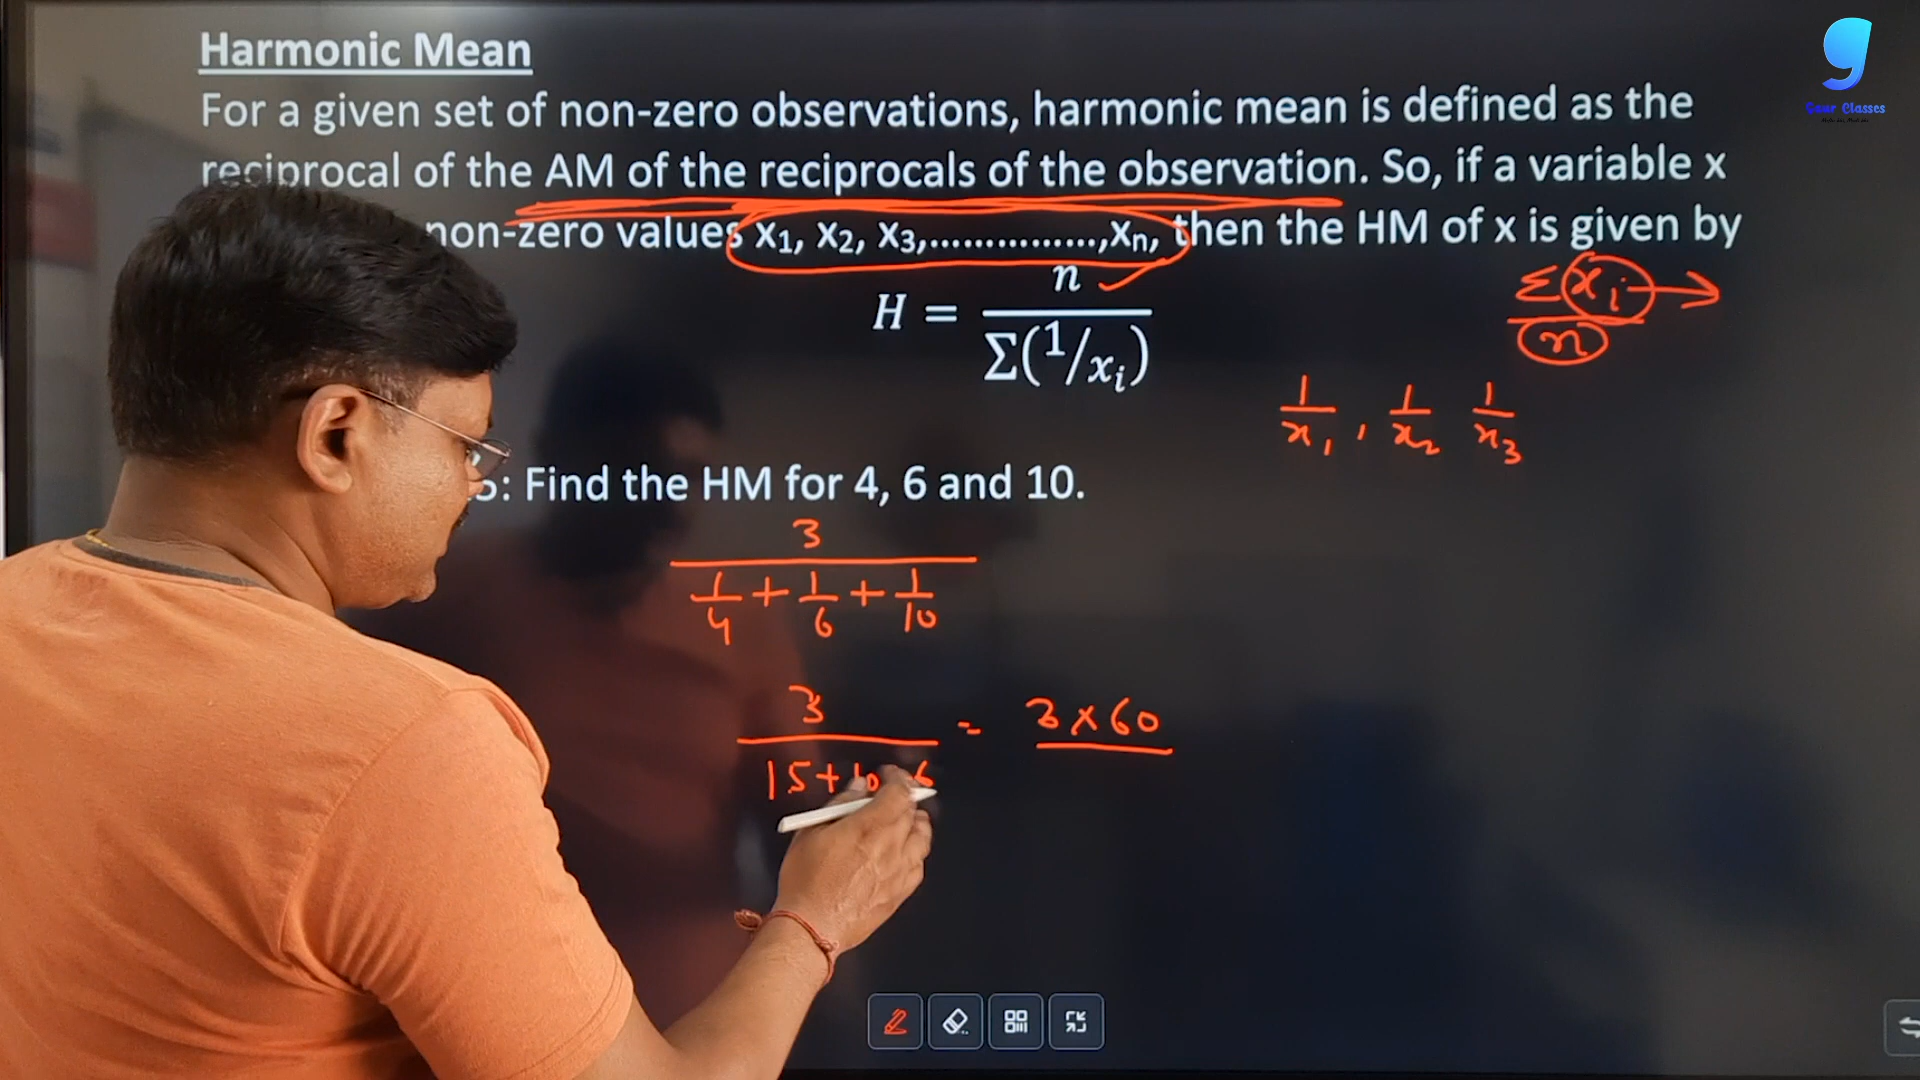 Harmonic Mean
For a given set of non-zero observations, harmonic mean is defined as the
reciprocal of the AM of the reciprocals of the observation. So, if a variable x
non-zero values x₁, x₂, x₃,……………,xₙ, then the HM of x is given by
H = n / Σ(1/xᵢ)
Σxᵢ / n
1/x₁, 1/x₂ 1/x₃
5: Find the HM for 4, 6 and 10.
3 / (1/4 + 1/6 + 1/10)
3 / 15+10 6 = 3×60
g
Gaur Classes